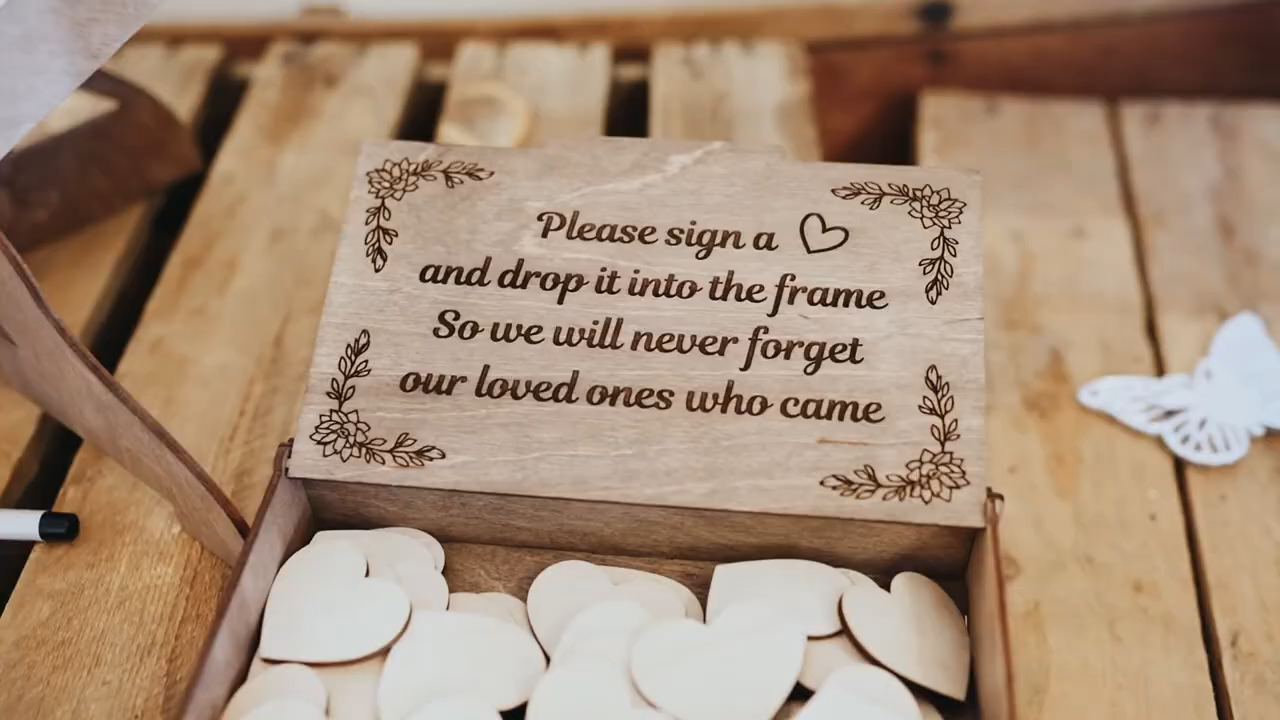 Please sign a ♡
and drop it into the frame
So we will never forget
our loved ones who came